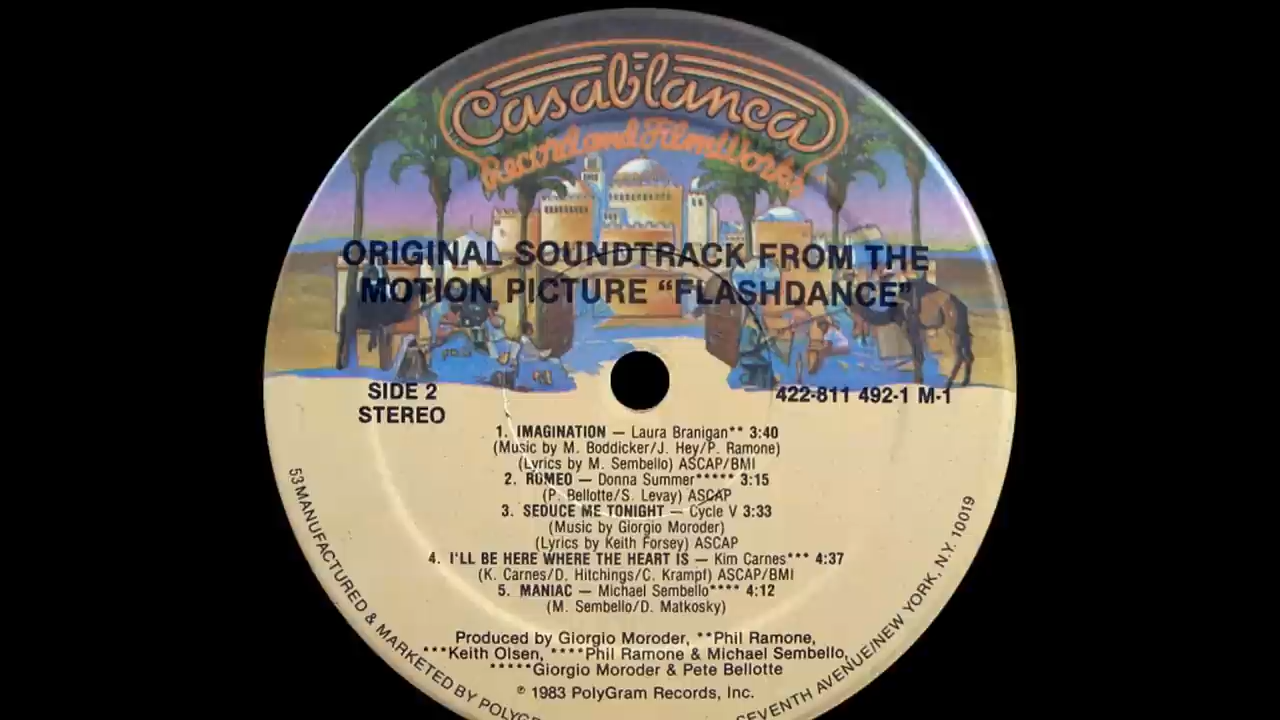 Casablanca
Record and FilmWorks
ORIGINAL SOUNDTRACK FROM THE
MOTION PICTURE “FLASHDANCE”
SIDE 2
STEREO
422-811 492-1 M-1
1. IMAGINATION — Laura Branigan** 3:40
(Music by M. Boddicker/J. Hey/P. Ramone)
(Lyrics by M. Sembello) ASCAP/BMI
2. ROMEO — Donna Summer***** 3:15
(P. Bellotte/S. Levay) ASCAP
3. SEDUCE ME TONIGHT — Cycle V 3:33
(Music by Giorgio Moroder)
(Lyrics by Keith Forsey) ASCAP
4. I'LL BE HERE WHERE THE HEART IS — Kim Carnes*** 4:37
(K. Carnes/D. Hitchings/C. Krampf) ASCAP/BMI
5. MANIAC — Michael Sembello**** 4:12
(M. Sembello/D. Matkosky)
Produced by Giorgio Moroder, **Phil Ramone,
***Keith Olsen, ****Phil Ramone & Michael Sembello,
*****Giorgio Moroder & Pete Bellotte
℗ 1983 PolyGram Records, Inc.
53 MANUFACTURED & MARKETED BY POLYG
SEVENTH AVENUE/NEW YORK, N.Y. 10019